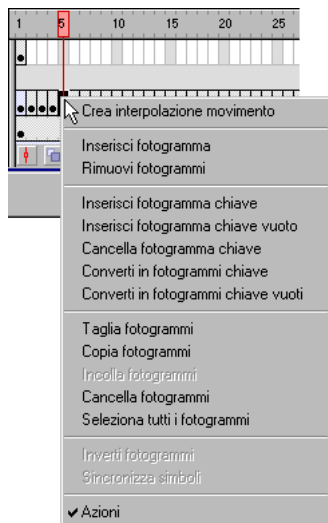 1 5 10 15 20 25
Crea interpolazione movimento
Inserisci fotogramma
Rimuovi fotogrammi
Inserisci fotogramma chiave
Inserisci fotogramma chiave vuoto
Cancella fotogramma chiave
Converti in fotogrammi chiave
Converti in fotogrammi chiave vuoti
Taglia fotogrammi
Copia fotogrammi
Incolla fotogrammi
Cancella fotogrammi
Seleziona tutti i fotogrammi
Inverti fotogrammi
Sincronizza simboli
Azioni